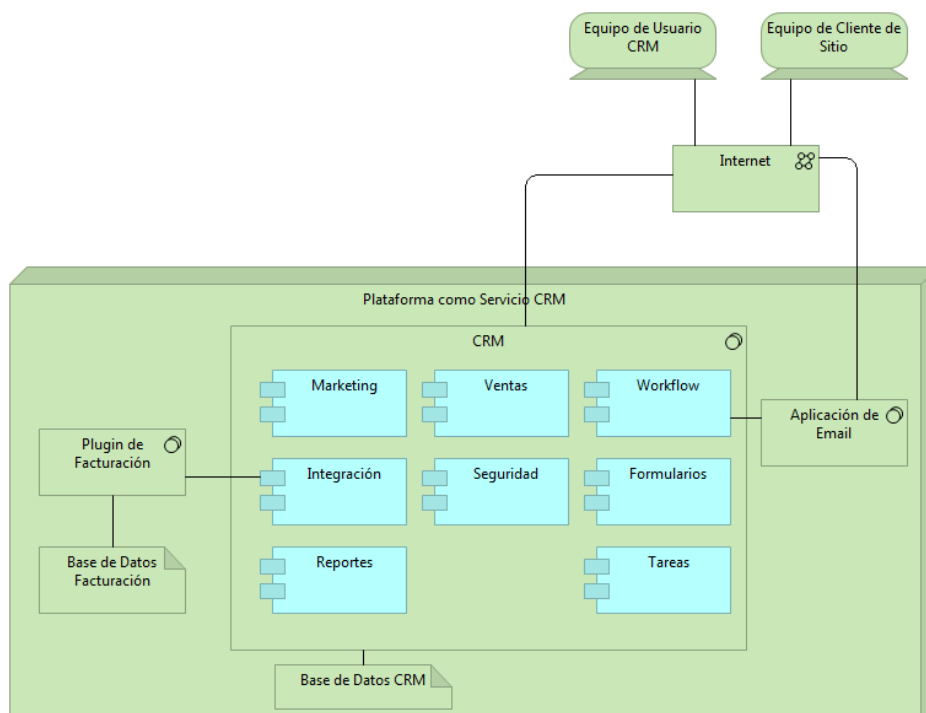 Equipo de Usuario
CRM
Equipo de Cliente de
Sitio
Internet
Plataforma como Servicio CRM
CRM
Marketing
Ventas
Workflow
Aplicación de
Email
Plugin de
Facturación
Integración
Seguridad
Formularios
Base de Datos
Facturación
Reportes
Tareas
Base de Datos CRM